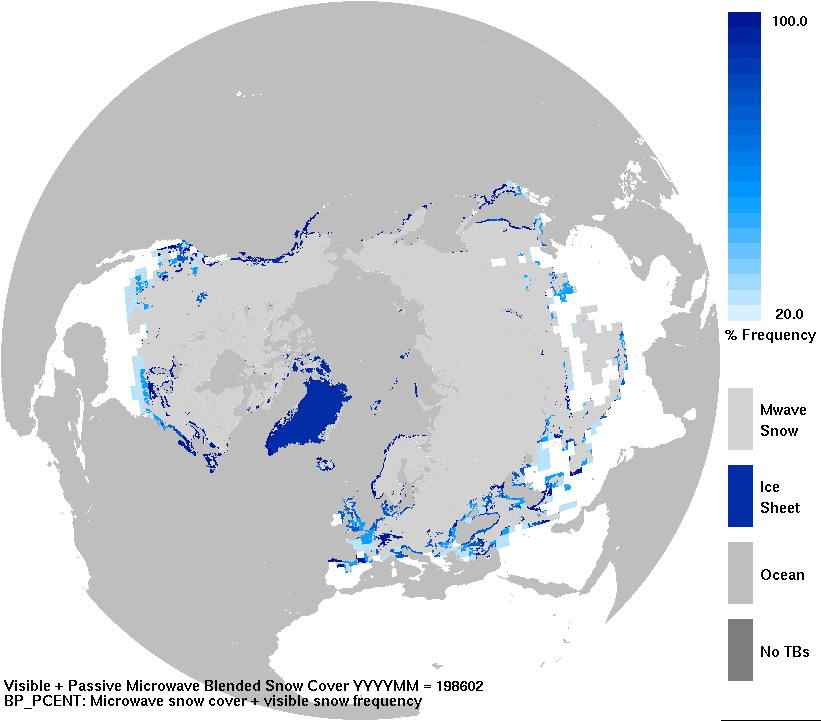 100.0
20.0
% Frequency
Mwave
Snow
Ice
Sheet
Ocean
No TBs
Visible + Passive Microwave Blended Snow Cover YYYYMM = 198602
BP_PCENT: Microwave snow cover + visible snow frequency